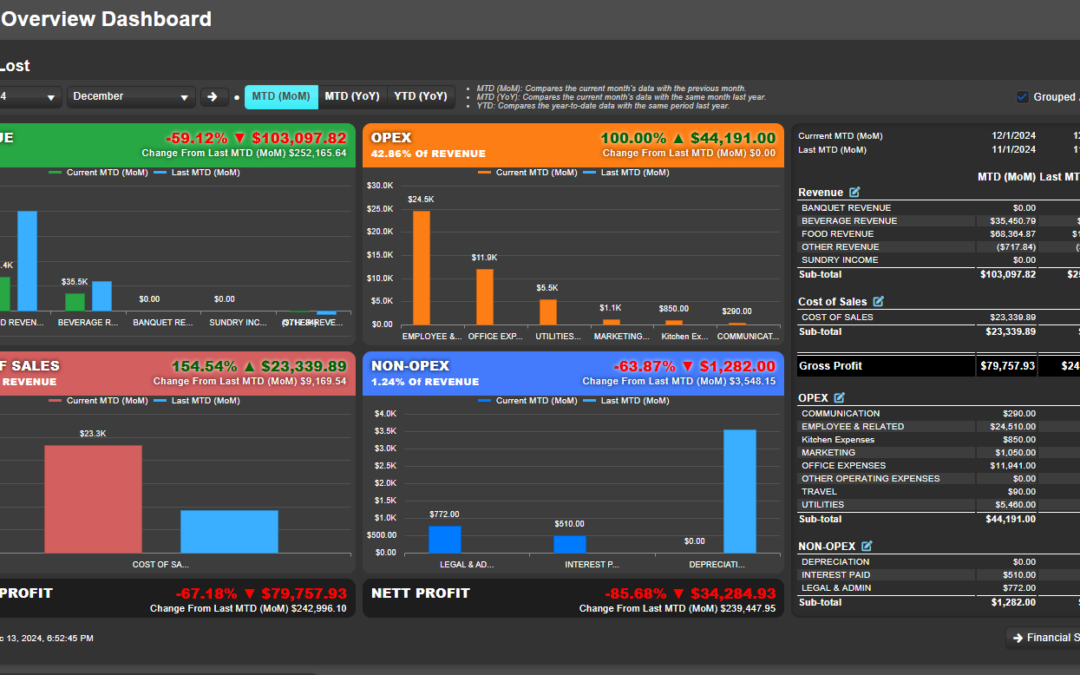 Overview Dashboard
Lost
4
December
MTD (MoM)
MTD (YoY)
YTD (YoY)
• MTD (MoM): Compares the current month's data with the previous month.
• MTD (YoY): Compares the current month's data with the same month last year.
• YTD: Compares the year-to-date data with the same period last year.
Grouped
UE
-59.12% ▼ $103,097.82
Change From Last MTD (MoM) $252,165.64
Current MTD (MoM) Last MTD (MoM)
.4K
$35.5K
$0.00
$0.00
D REVEN...
BEVERAGE R...
BANQUET RE...
SUNDRY INC...
OPEX
100.00% ▲ $44,191.00
42.86% Of REVENUE
Change From Last MTD (MoM) $0.00
Current MTD (MoM) Last MTD (MoM)
$30.0K
$25.0K
$20.0K
$15.0K
$10.0K
$5.0K
$0.00
$24.5K
$11.9K
$5.5K
$1.1K
$850.00
$290.00
EMPLOYEE &...
OFFICE EXP...
UTILITIES...
MARKETING...
Kitchen Ex...
COMMUNICAT...
F SALES
154.54% ▲ $23,339.89
REVENUE
Change From Last MTD (MoM) $9,169.54
Current MTD (MoM) Last MTD (MoM)
$23.3K
COST OF SA...
NON-OPEX
-63.87% ▼ $1,282.00
1.24% Of REVENUE
Change From Last MTD (MoM) $3,548.15
Current MTD (MoM) Last MTD (MoM)
$4.0K
$3.5K
$3.0K
$2.5K
$2.0K
$1.5K
$1.0K
$500.00
$0.00
$772.00
$510.00
$0.00
LEGAL & AD...
INTEREST P...
DEPRECIATI...
PROFIT
-67.18% ▼ $79,757.93
Change From Last MTD (MoM) $242,996.10
NETT PROFIT
-85.68% ▼ $34,284.93
Change From Last MTD (MoM) $239,447.95
c 13, 2024, 6:52:45 PM
Current MTD (MoM) 12/1/2024 12
Last MTD (MoM) 11/1/2024 1
MTD (MoM) Last MT
Revenue
BANQUET REVENUE $0.00
BEVERAGE REVENUE $35,450.79
FOOD REVENUE $68,364.87 $1
OTHER REVENUE ($717.84) (
SUNDRY INCOME $0.00
Sub-total $103,097.82 $25
Cost of Sales
COST OF SALES $23,339.89
Sub-total $23,339.89
Gross Profit $79,757.93 $24
OPEX
COMMUNICATION $290.00
EMPLOYEE & RELATED $24,510.00
Kitchen Expenses $850.00
MARKETING $1,050.00
OFFICE EXPENSES $11,941.00
OTHER OPERATING EXPENSES $0.00
TRAVEL $90.00
UTILITIES $5,460.00
Sub-total $44,191.00
NON-OPEX
DEPRECIATION $0.00
INTEREST PAID $510.00
LEGAL & ADMIN $772.00
Sub-total $1,282.00
Financial S